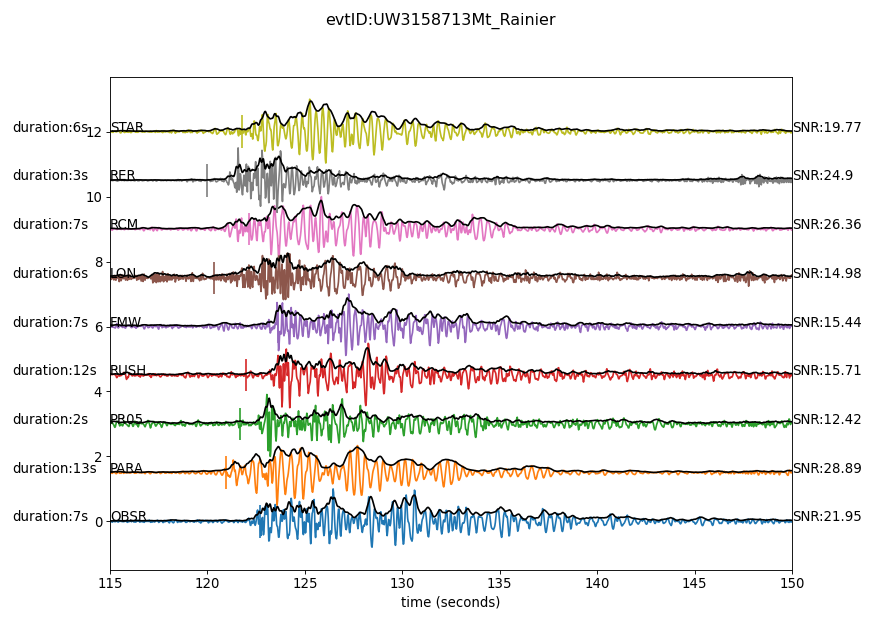 evtID:UW3158713Mt_Rainier
duration:6s STAR SNR:19.77
12
duration:3s RER SNR:24.9
10
duration:7s RCM SNR:26.36
8
duration:6s LON SNR:14.98
duration:7s FMW SNR:15.44
6
duration:12s RUSH SNR:15.71
4
duration:2s PR05 SNR:12.42
2
duration:13s PARA SNR:28.89
duration:7s OBSR SNR:21.95
0
115 120 125 130 135 140 145 150
time (seconds)